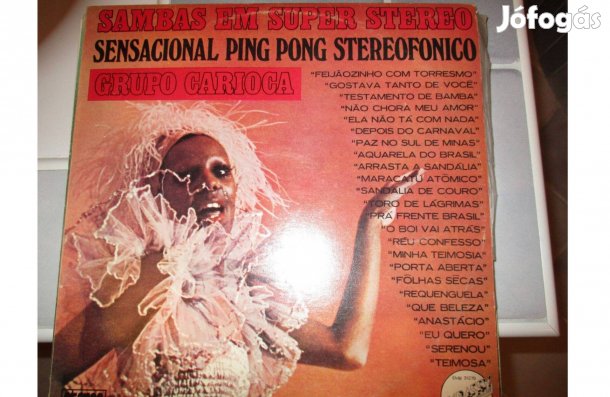 Jófogás
SAMBAS EM SUPER STEREO
SENSACIONAL PING PONG STEREOFONICO
GRUPO CARIOCA
"FEIJÃOZINHO COM TORRESMO"
"GOSTAVA TANTO DE VOCÊ"
"TESTAMENTO DE BAMBA"
"NÃO CHORA MEU AMOR"
"ELA NÃO TÁ COM NADA"
"DEPOIS DO CARNAVAL"
"PAZ NO SUL DE MINAS"
"AQUARELA DO BRASIL"
"ARRASTA A SANDÁLIA"
"MARACATÚ ATÔMICO"
"SANDÁLIA DE COURO"
"TORO DE LÁGRIMAS"
"PRÁ FRENTE BRASIL"
"O BOI VAI ATRÁS"
"RÉU CONFESSO"
"MINHA TEIMOSIA"
"PORTA ABERTA"
"FÔLHAS SÊCAS"
"REQUENGUELA"
"QUE BELEZA"
"ANASTÁCIO"
"EU QUERO"
"SERENOU"
"TEIMOSA"